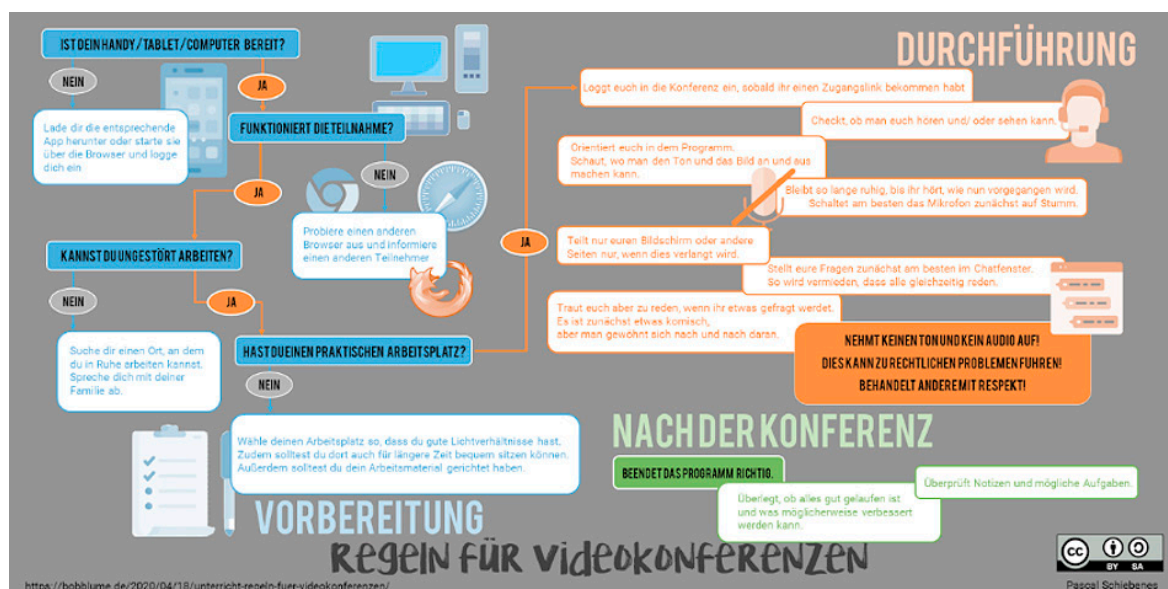 IST DEIN HANDY/TABLET/COMPUTER BEREIT?
NEIN
JA
Lade dir die entsprechende
App herunter oder starte sie
über die Browser und logge
dich ein
FUNKTIONIERT DIE TEILNAHME?
JA
NEIN
Probiere einen anderen
Browser aus und informiere
einen anderen Teilnehmer
KANNST DU UNGESTÖRT ARBEITEN?
NEIN
JA
Suche dir einen Ort, an dem
du in Ruhe arbeiten kannst.
Spreche dich mit deiner
Familie ab.
HAST DU EINEN PRAKTISCHEN ARBEITSPLATZ?
NEIN
JA
Wähle deinen Arbeitsplatz so, dass du gute Lichtverhältnisse hast.
Zudem solltest du dort auch für längere Zeit bequem sitzen können.
Außerdem solltest du dein Arbeitsmaterial gerichtet haben.
VORBEREITUNG
DURCHFÜHRUNG
Loggt euch in die Konferenz ein, sobald ihr einen Zugangslink bekommen habt
Checkt, ob man euch hören und/ oder sehen kann.
Orientiert euch in dem Programm.
Schaut, wo man den Ton und das Bild an und aus
machen kann.
Bleibt so lange ruhig, bis ihr hört, wie nun vorgegangen wird.
Schaltet am besten das Mikrofon zunächst auf Stumm.
Teilt nur euren Bildschirm oder andere
Seiten nur, wenn dies verlangt wird.
Stellt eure Fragen zunächst am besten im Chatfenster.
So wird vermieden, dass alle gleichzeitig reden.
Traut euch aber zu reden, wenn ihr etwas gefragt werdet.
Es ist zunächst etwas komisch,
aber man gewöhnt sich nach und nach daran.
NEHMT KEINEN TON UND KEIN AUDIO AUF!
DIES KANN ZU RECHTLICHEN PROBLEMEN FÜHREN!
BEHANDELT ANDERE MIT RESPEKT!
NACH DER KONFERENZ
BEENDET DAS PROGRAMM RICHTIG.
Überlegt, ob alles gut gelaufen ist
und was möglicherweise verbessert
werden kann.
Überprüft Notizen und mögliche Aufgaben.
REGELN FÜR VIDEOKONFERENZEN
https://bobblume.de/2020/04/18/unterricht-regeln-fuer-videokonferenzen/
cc
BY SA
Pascal Schiebenes